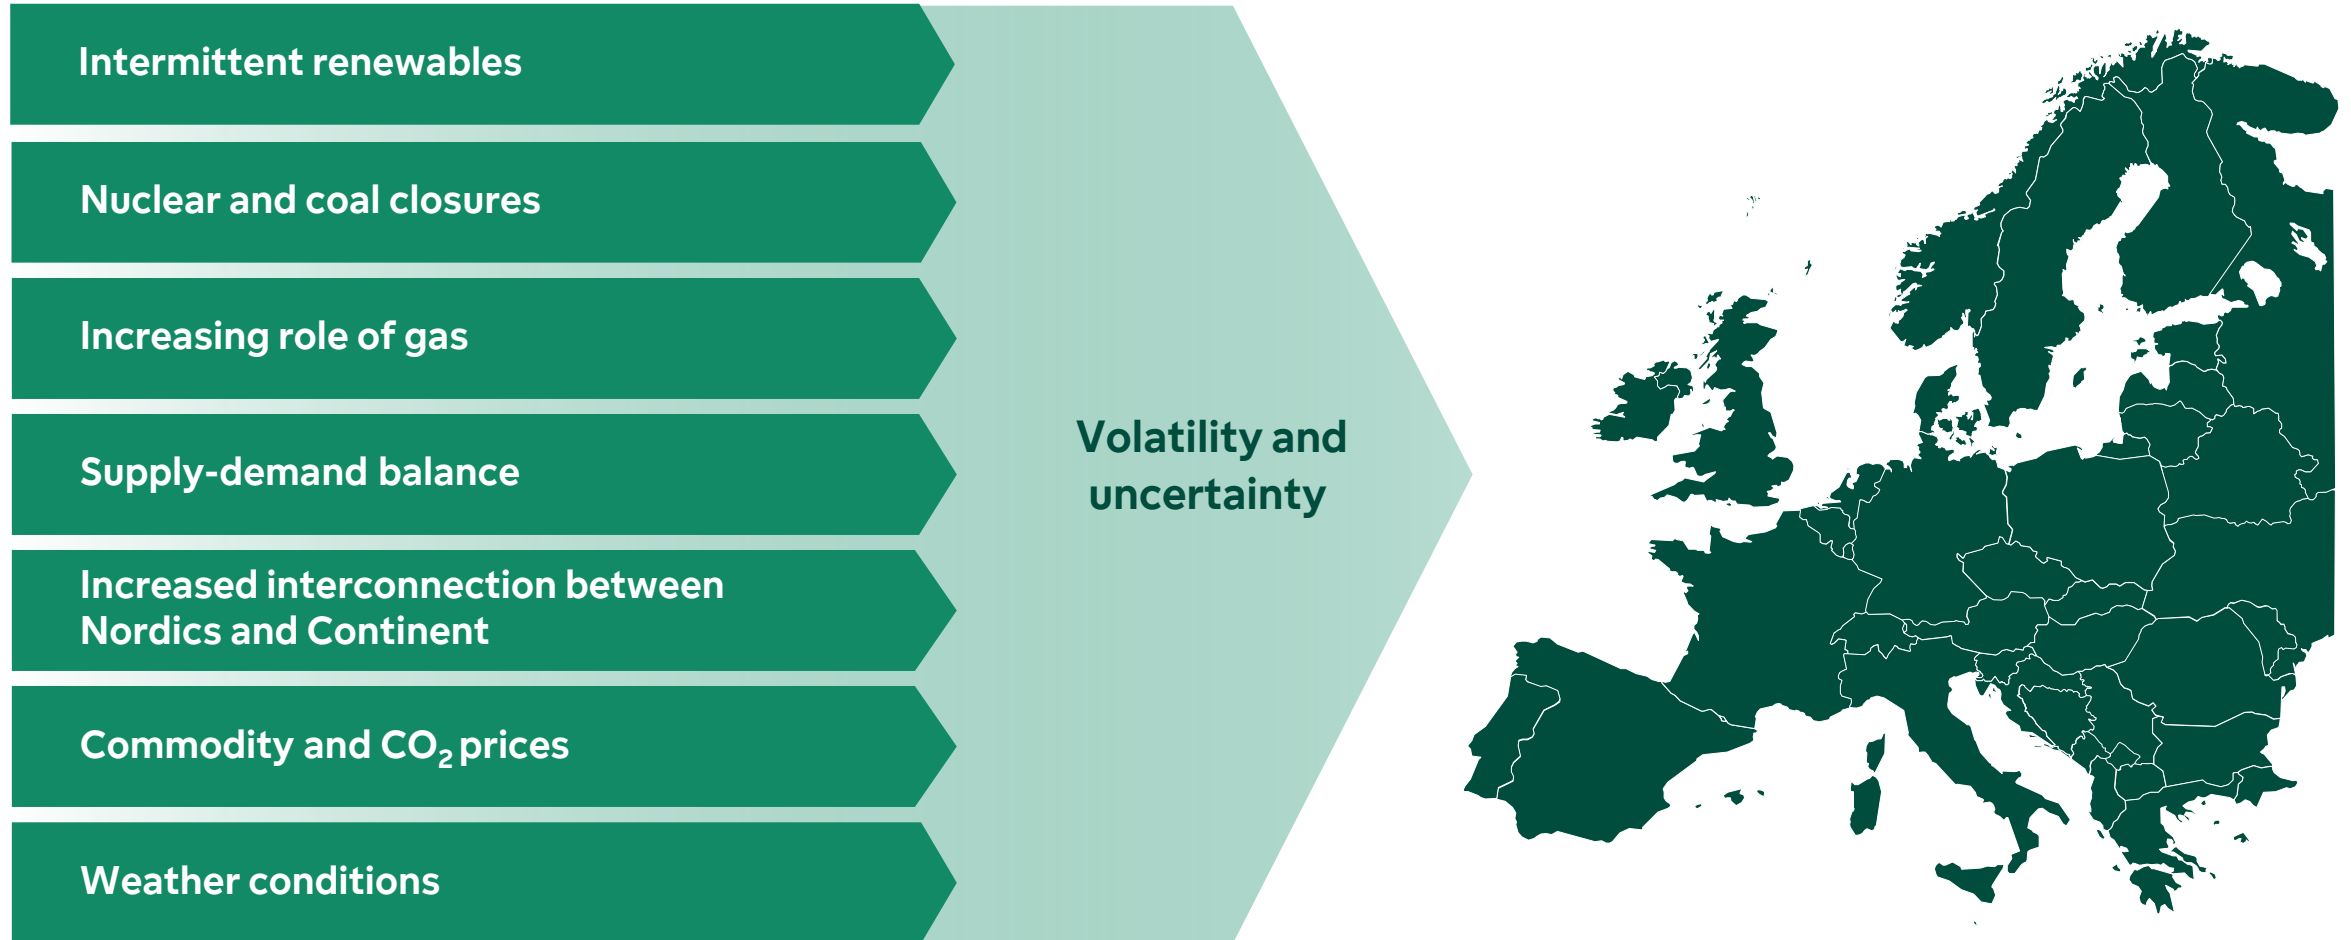 Intermittent renewables
Nuclear and coal closures
Increasing role of gas
Supply-demand balance
Increased interconnection between
Nordics and Continent
Commodity and CO₂ prices
Weather conditions
Volatility and
uncertainty